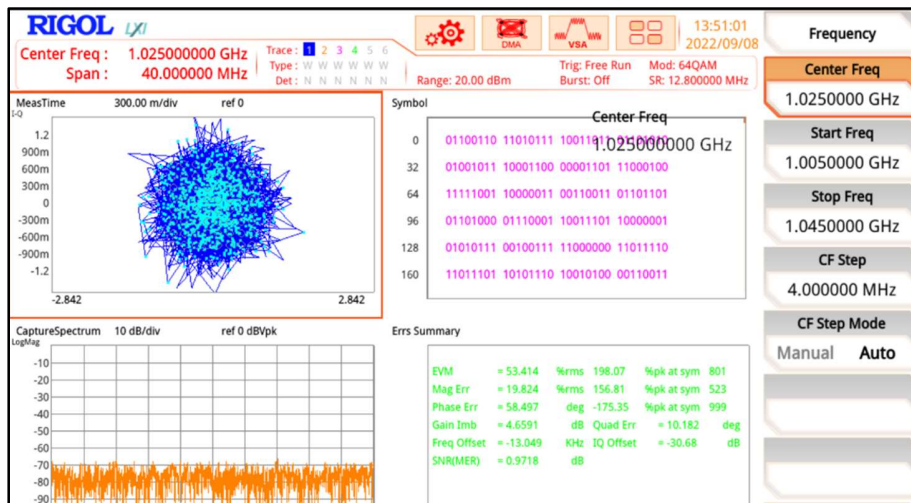 RIGOL LXI
DMA
VSA
13:51:01
2022/09/08
Center Freq : 1.025000000 GHz
Span : 40.000000 MHz
Trace : 1 2 3 4 5 6
Type : W W W W W W
Det : N N N N N N
Range: 20.00 dBm
Trig: Free Run
Burst: Off
Mod: 64QAM
SR: 12.800000 MHz
MeasTime 300.00 m/div ref 0
I-Q
1.2
900m
600m
300m
0
-300m
-600m
-900m
-1.2
-2.842 2.842
Symbol
Center Freq
1.025000000 GHz
0 01100110 11010111
32 01001011 10001100 00001101 11000100
64 11111001 10000011 00110011 01101101
96 01101000 01110001 10011101 10000001
128 01010111 00100111 11000000 11011110
160 11011101 10101110 10010100 00110011
CaptureSpectrum 10 dB/div ref 0 dBVpk
LogMag
-10
-20
-30
-40
-50
-60
-70
-80
-90
Errs Summary
EVM = 53.414 %rms 198.07 %pk at sym 801
Mag Err = 19.824 %rms 156.81 %pk at sym 523
Phase Err = 58.497 deg -175.35 %pk at sym 999
Gain Imb = 4.6591 dB Quad Err = 10.182 deg
Freq Offset = -13.049 KHz IQ Offset = -30.68 dB
SNR(MER) = 0.9718 dB
Frequency
Center Freq
1.0250000 GHz
Start Freq
1.0050000 GHz
Stop Freq
1.0450000 GHz
CF Step
4.000000 MHz
CF Step Mode
Manual Auto